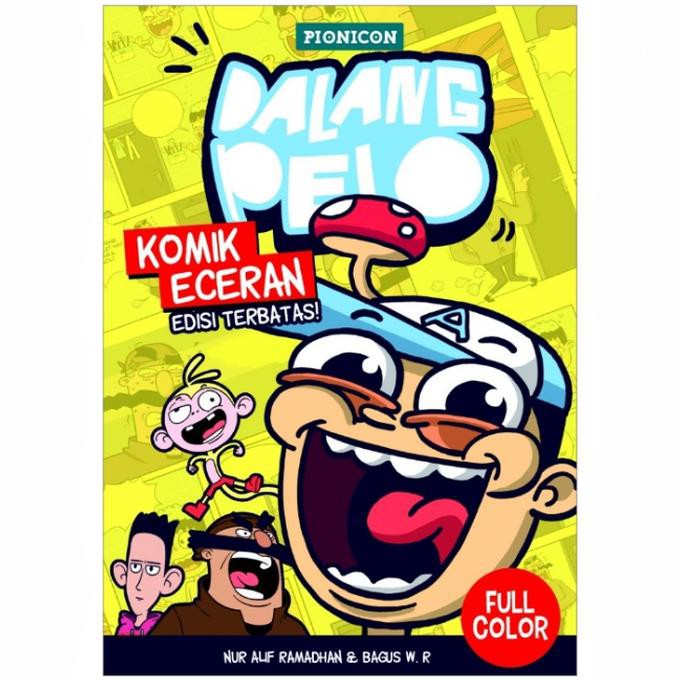 PIONICON
DALANG
PELO
KOMIK
ECERAN
EDISI TERBATAS!
A
FULL
COLOR
NUR ALIF RAMADHAN & BAGUS W. R